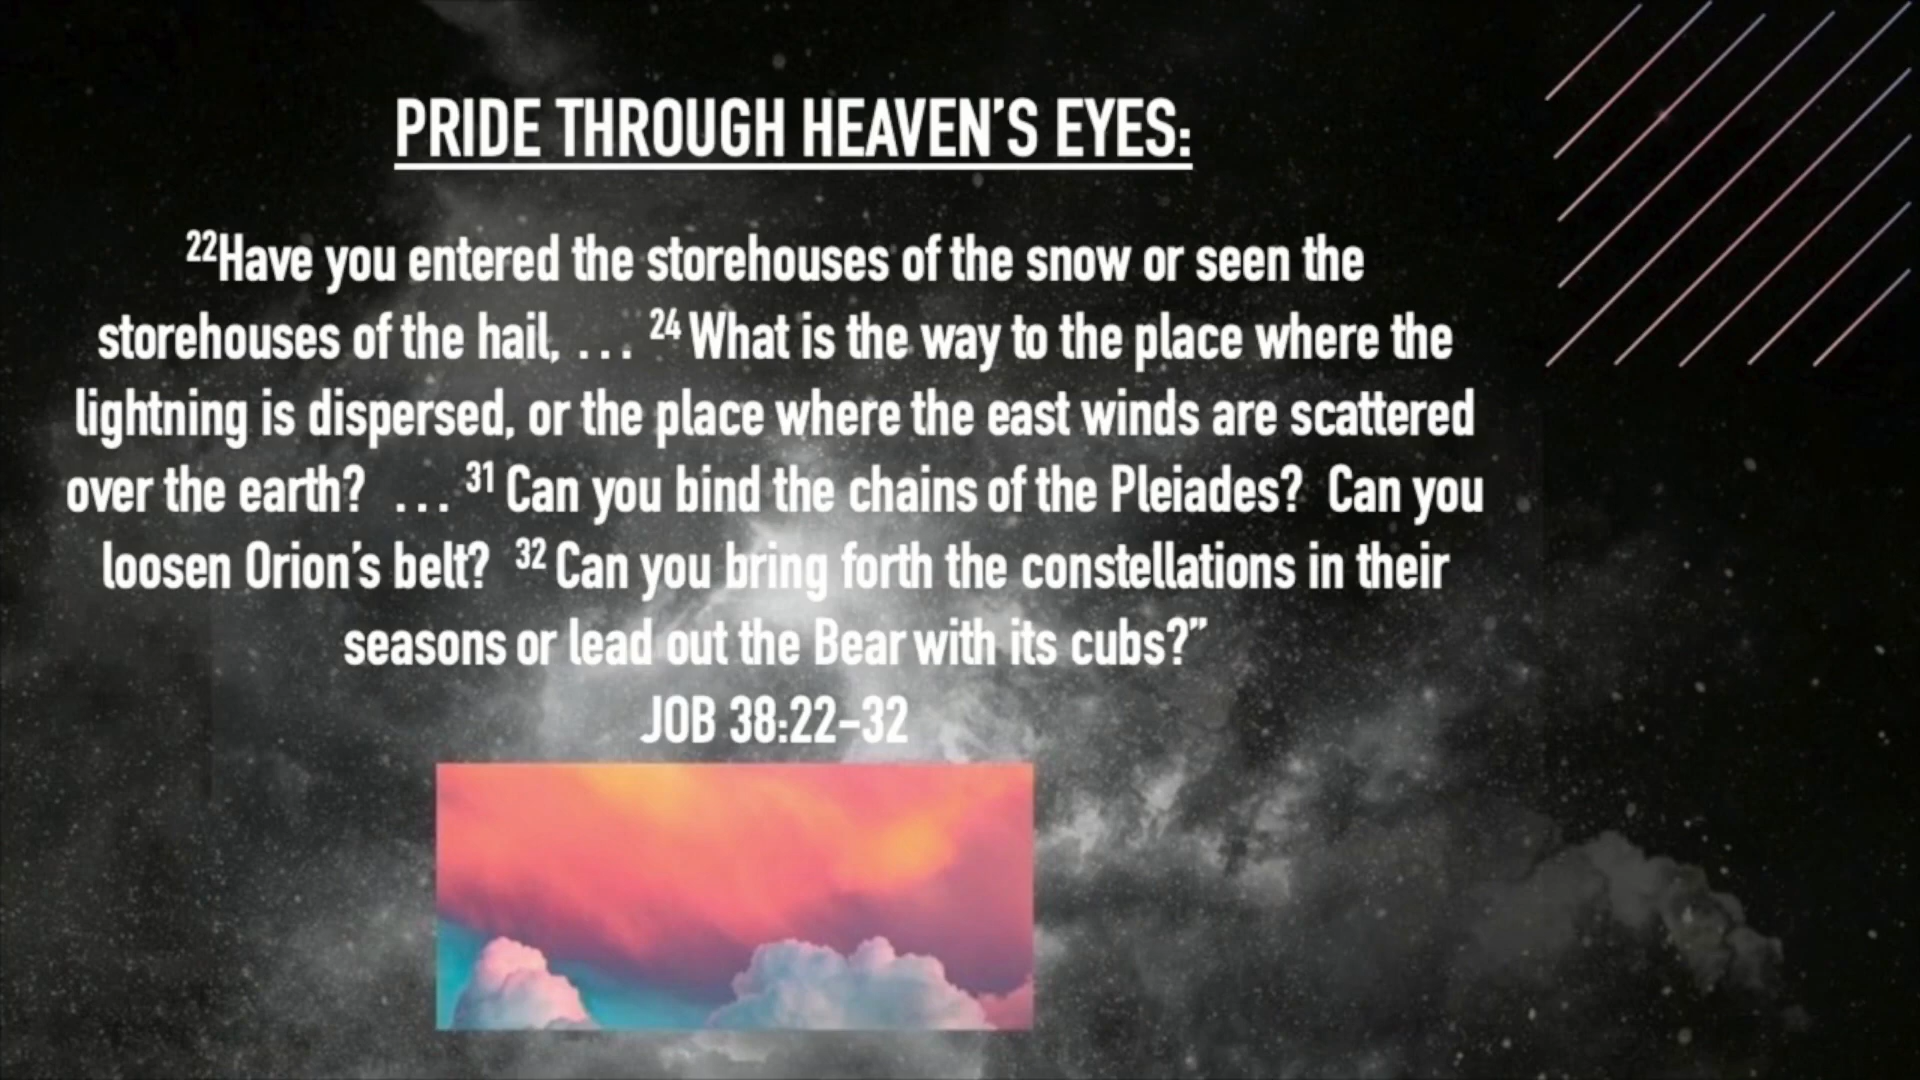 PRIDE THROUGH HEAVEN’S EYES:
²²Have you entered the storehouses of the snow or seen the
storehouses of the hail, . . . ²⁴ What is the way to the place where the
lightning is dispersed, or the place where the east winds are scattered
over the earth?  . . . ³¹ Can you bind the chains of the Pleiades?  Can you
loosen Orion’s belt?  ³² Can you bring forth the constellations in their
seasons or lead out the Bear with its cubs?”
JOB 38:22–32